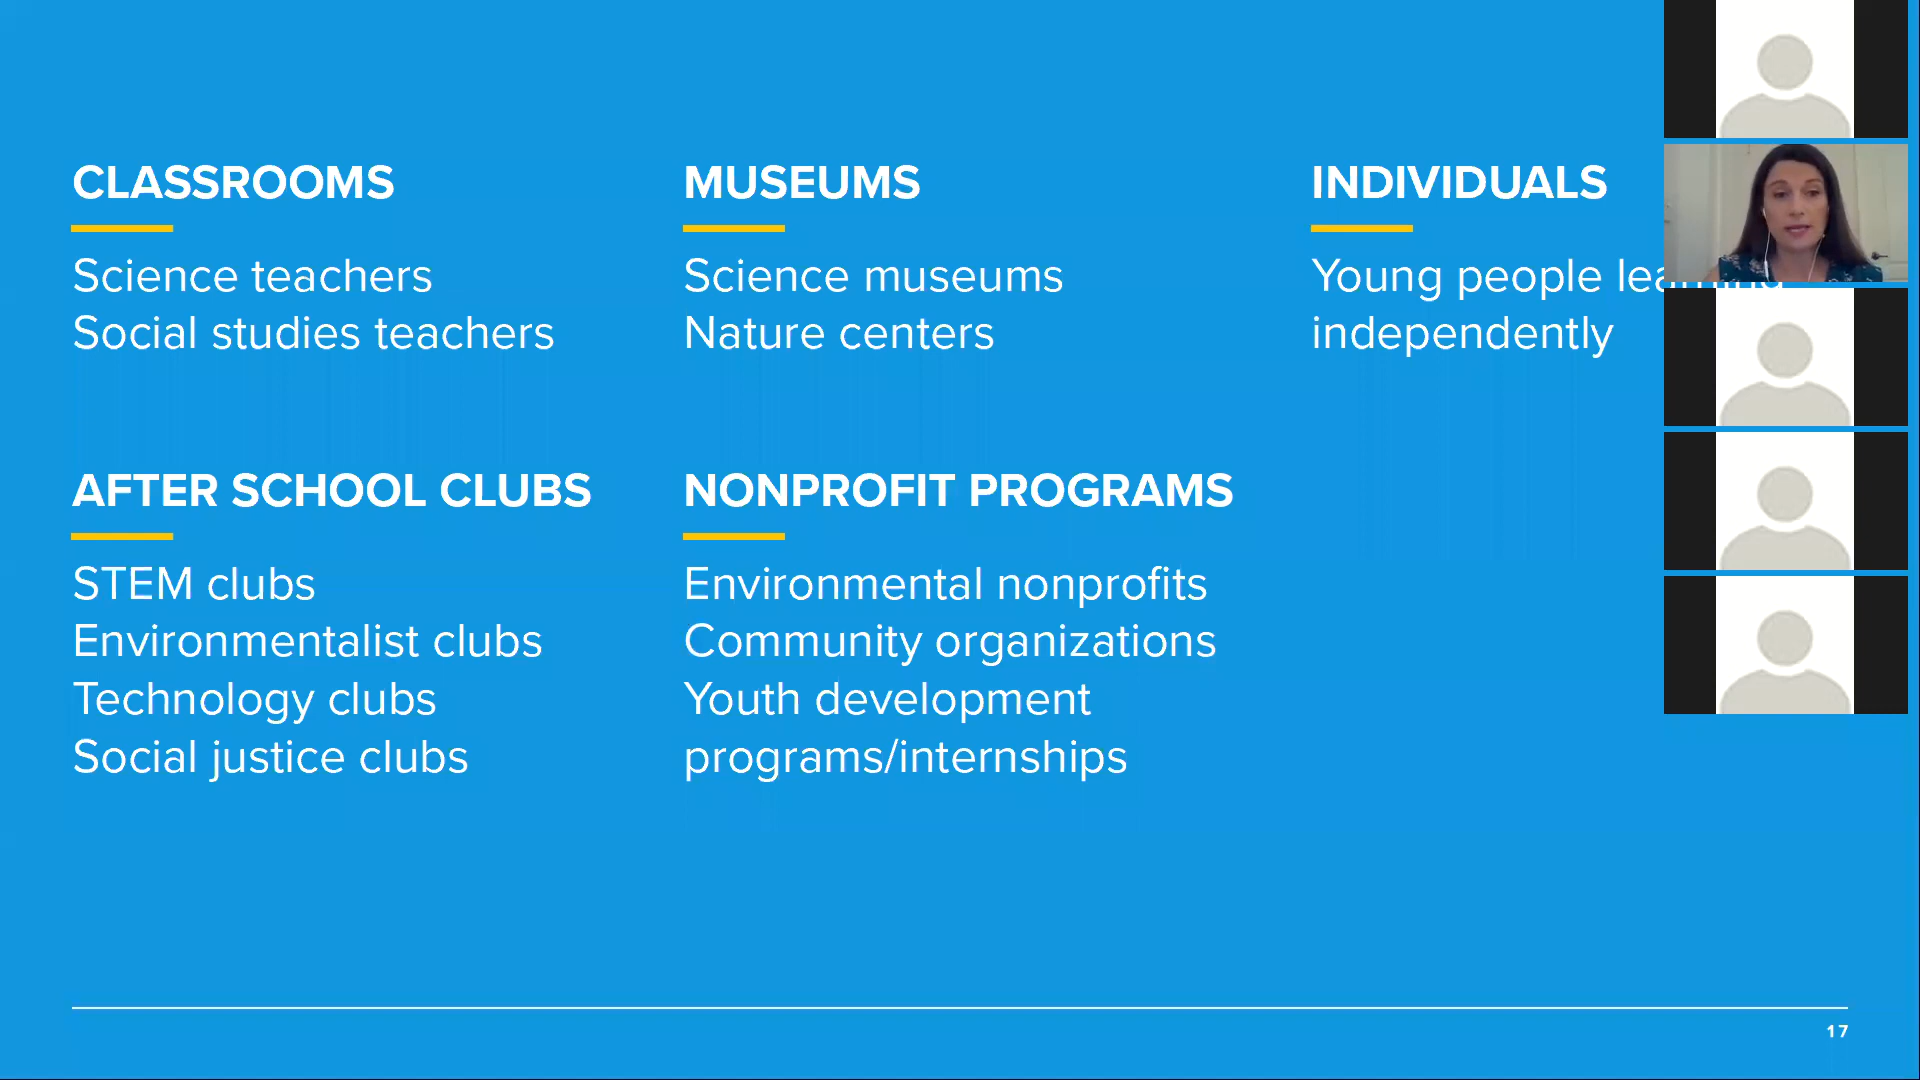 CLASSROOMS
Science teachers
Social studies teachers
MUSEUMS
Science museums
Nature centers
INDIVIDUALS
Young people
independently
AFTER SCHOOL CLUBS
STEM clubs
Environmentalist clubs
Technology clubs
Social justice clubs
NONPROFIT PROGRAMS
Environmental nonprofits
Community organizations
Youth development
programs/internships
17